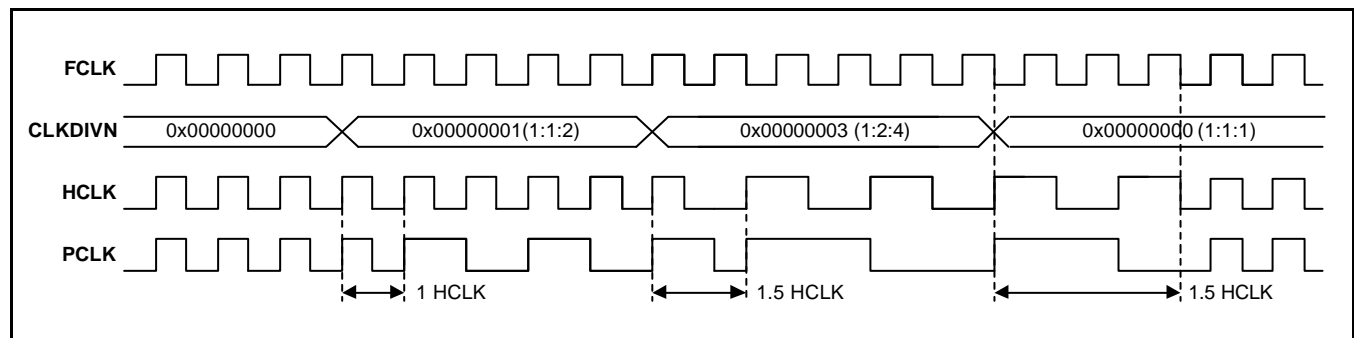 FCLK
CLKDIVN 0x00000000 0x00000001(1:1:2) 0x00000003 (1:2:4) 0x00000000 (1:1:1)
HCLK
PCLK
1 HCLK 1.5 HCLK 1.5 HCLK